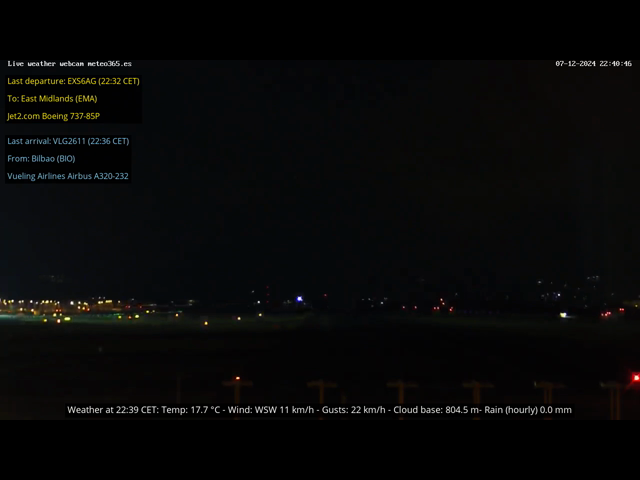 Live weather webcam meteo365.es
07-12-2024 22:40:46
Last departure: EXS6AG (22:32 CET)
To: East Midlands (EMA)
Jet2.com Boeing 737-85P
Last arrival: VLG2611 (22:36 CET)
From: Bilbao (BIO)
Vueling Airlines Airbus A320-232
Weather at 22:39 CET: Temp: 17.7 °C - Wind: WSW 11 km/h - Gusts: 22 km/h - Cloud base: 804.5 m- Rain (hourly) 0.0 mm